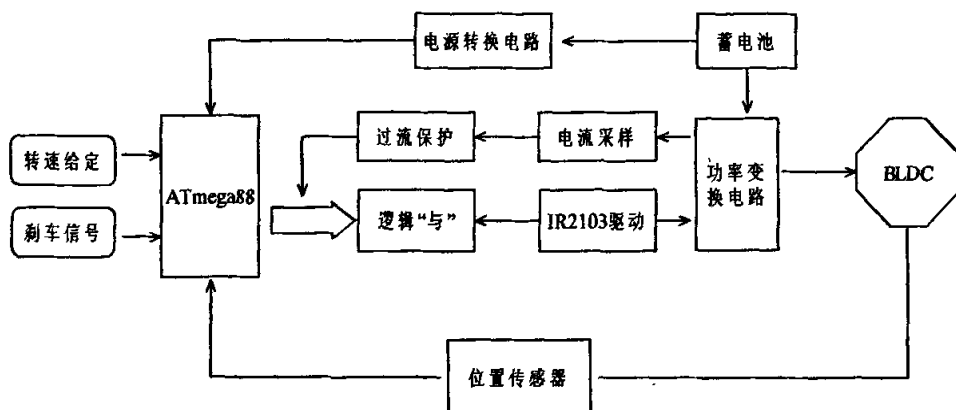 电源转换电路
蓄电池
转速给定
刹车信号
ATmega88
过流保护
电流采样
逻辑“与”
IR2103驱动
功率变
换电路
BLDC
位置传感器